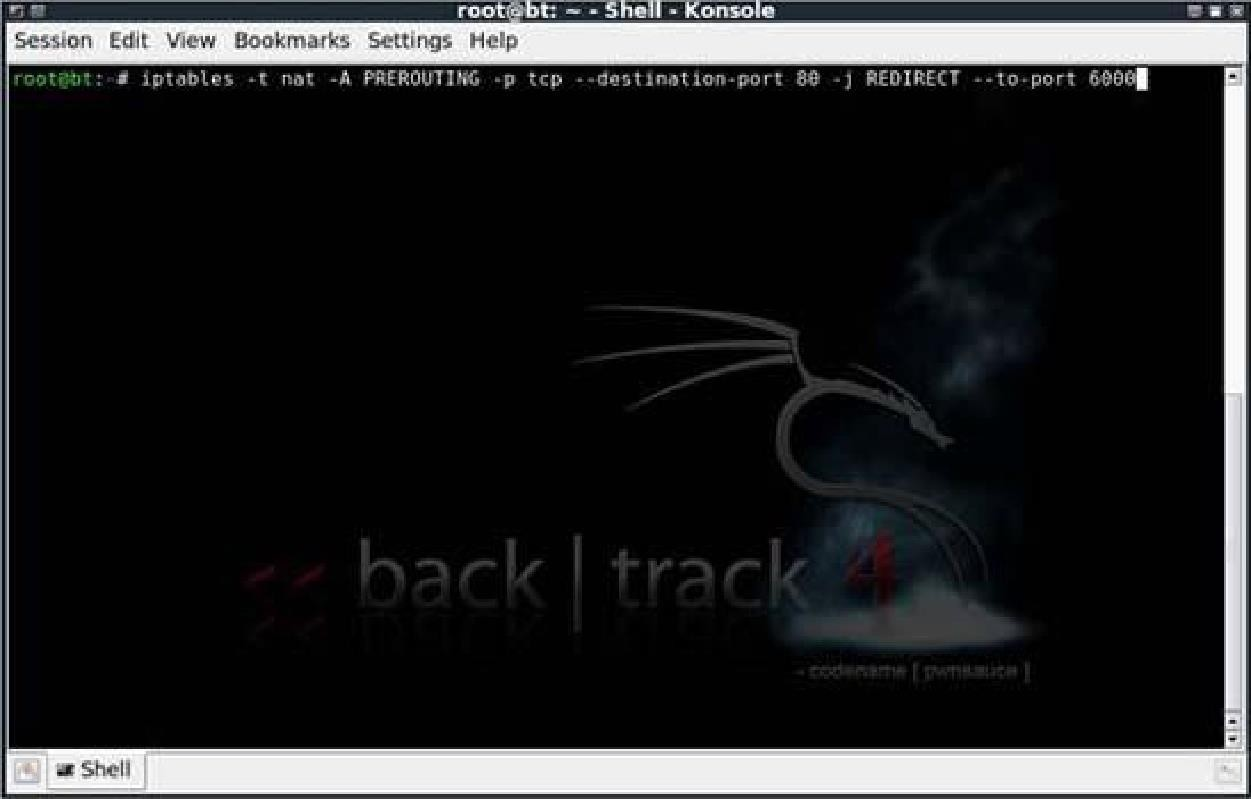 root@bt: ~ - Shell - Konsole
Session Edit View Bookmarks Settings Help
root@bt:~# iptables -t nat -A PREROUTING -p tcp --destination-port 80 -j REDIRECT --to-port 6000
<< back | track 4
- codename [ pwnsauce ]
Shell